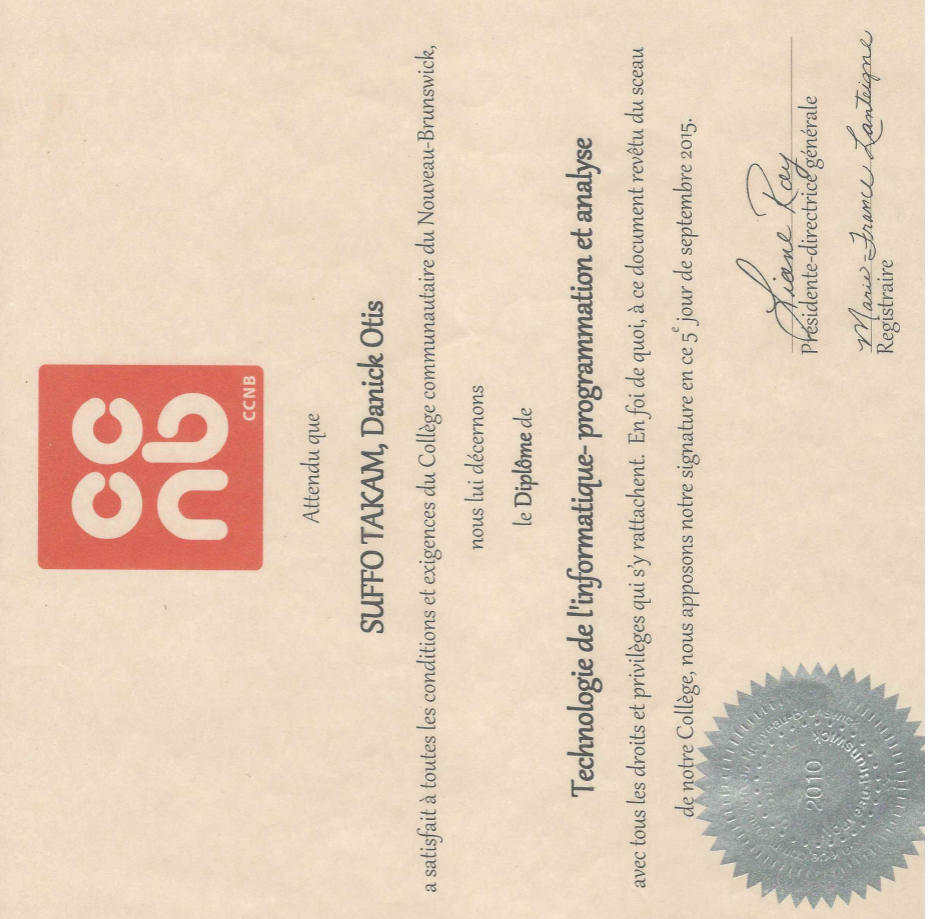 cc
nb
CCNB
Attendu que
SUFFO TAKAM, Danick Otis
a satisfait à toutes les conditions et exigences du Collège communautaire du Nouveau-Brunswick,
nous lui décernons
le Diplôme de
Technologie de l'informatique- programmation et analyse
avec tous les droits et privilèges qui s'y rattachent. En foi de quoi, à ce document revêtu du sceau
de notre Collège, nous apposons notre signature en ce 5e jour de septembre 2015.
Liane Roy
Présidente-directrice générale
Marie-France Lanteigne
Registraire
2010